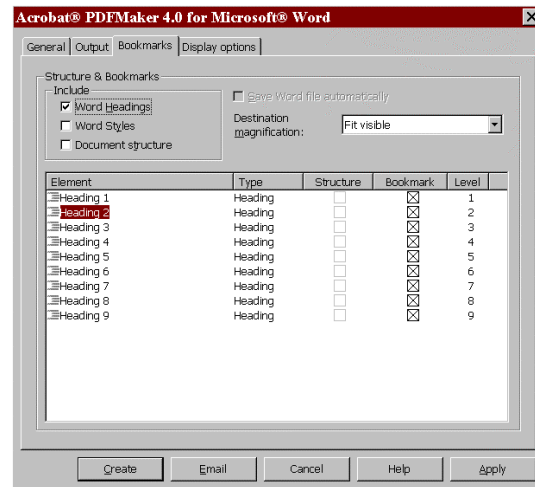 Acrobat® PDFMaker 4.0 for Microsoft® Word
General Output Bookmarks Display options
Structure & Bookmarks
Include
Word Headings
Word Styles
Document structure
Save Word file automatically
Destination
magnification:
Fit visible
Element Type Structure Bookmark Level
Heading 1 Heading 1
Heading 2 Heading 2
Heading 3 Heading 3
Heading 4 Heading 4
Heading 5 Heading 5
Heading 6 Heading 6
Heading 7 Heading 7
Heading 8 Heading 8
Heading 9 Heading 9
Create Email Cancel Help Apply